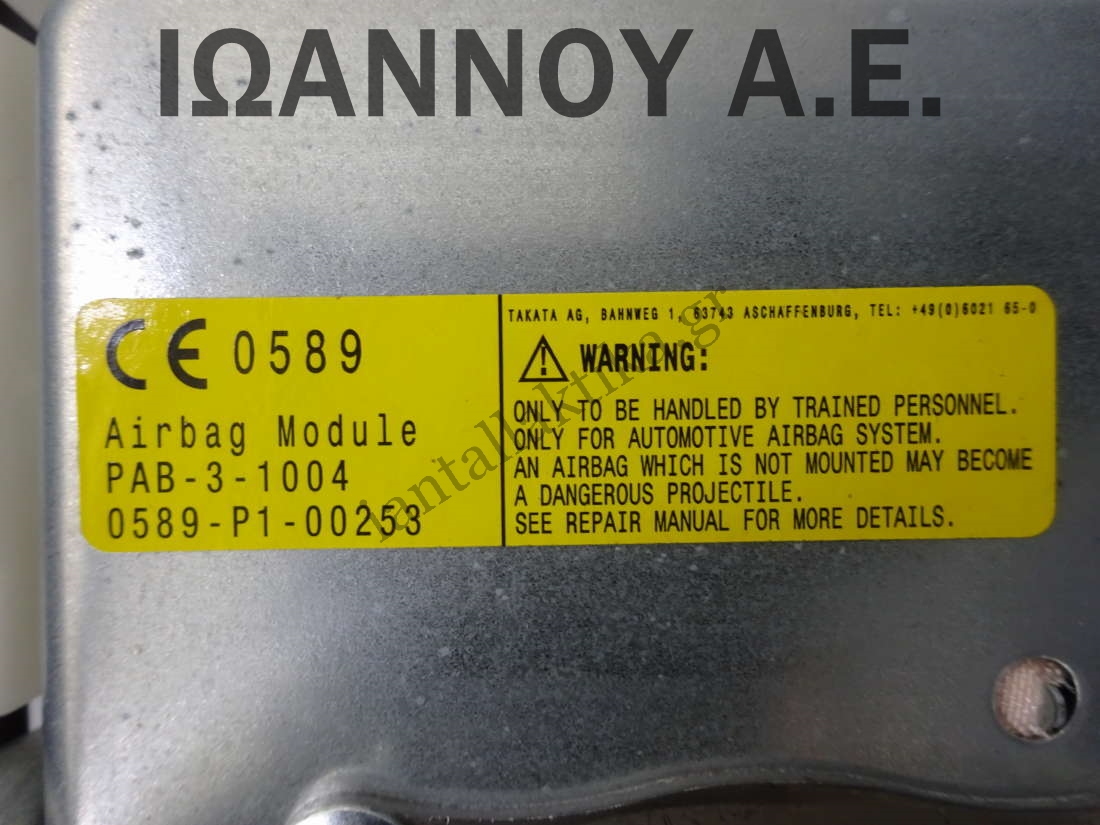 ΙΩΑΝΝΟΥ Α.Ε.
CE 0589
Airbag Module
PAB-3-1004
0589-P1-00253
TAKATA AG, BAHNWEG 1, 63743 ASCHAFFENBURG, TEL: +49(0)6021 65-0
WARNING:
ONLY TO BE HANDLED BY TRAINED PERSONNEL.
ONLY FOR AUTOMOTIVE AIRBAG SYSTEM.
AN AIRBAG WHICH IS NOT MOUNTED MAY BECOME
A DANGEROUS PROJECTILE.
SEE REPAIR MANUAL FOR MORE DETAILS.
iantallaktika.gr